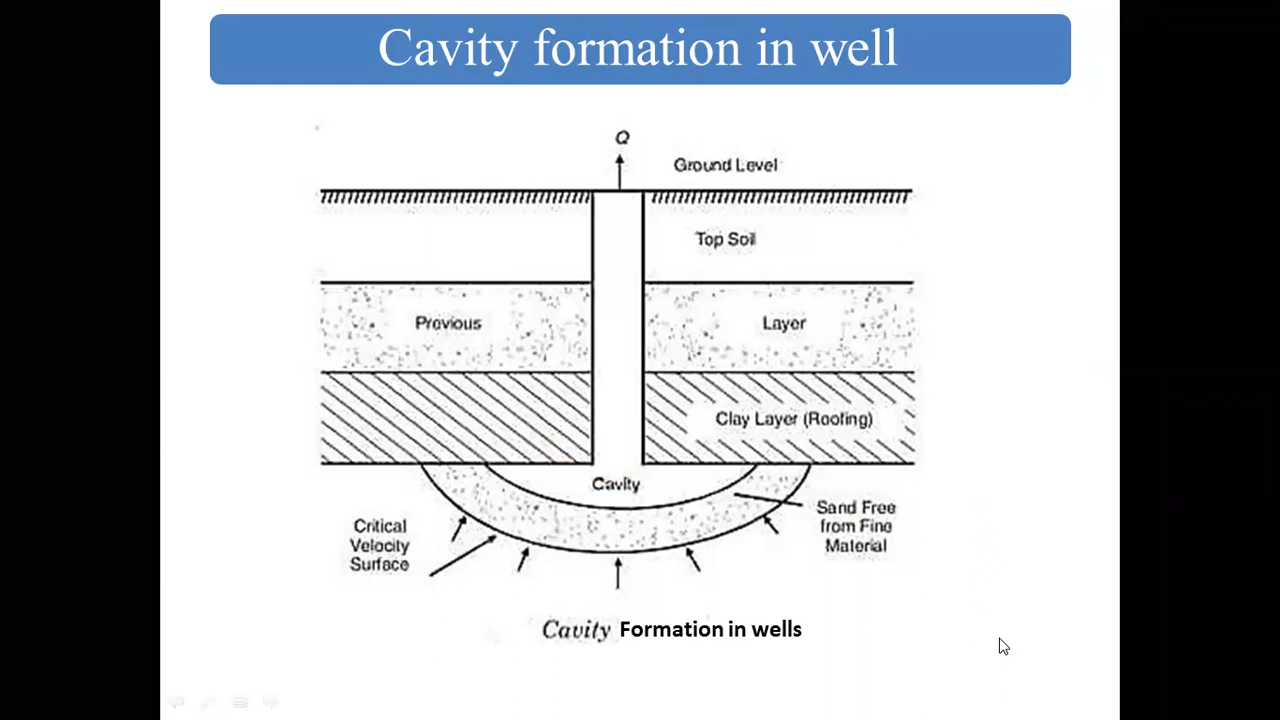 Cavity formation in well
Q
Ground Level
Top Soil
Previous
Layer
Clay Layer (Roofing)
Cavity
Critical
Velocity
Surface
Sand Free
from Fine
Material
Cavity Formation in wells